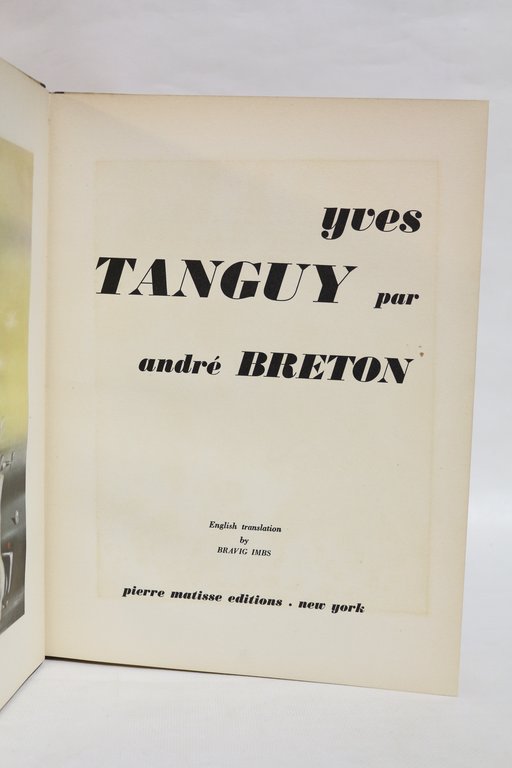 yves
TANGUY par
andré BRETON
English translation
by
BRAVIG IMBS
pierre matisse editions . new york